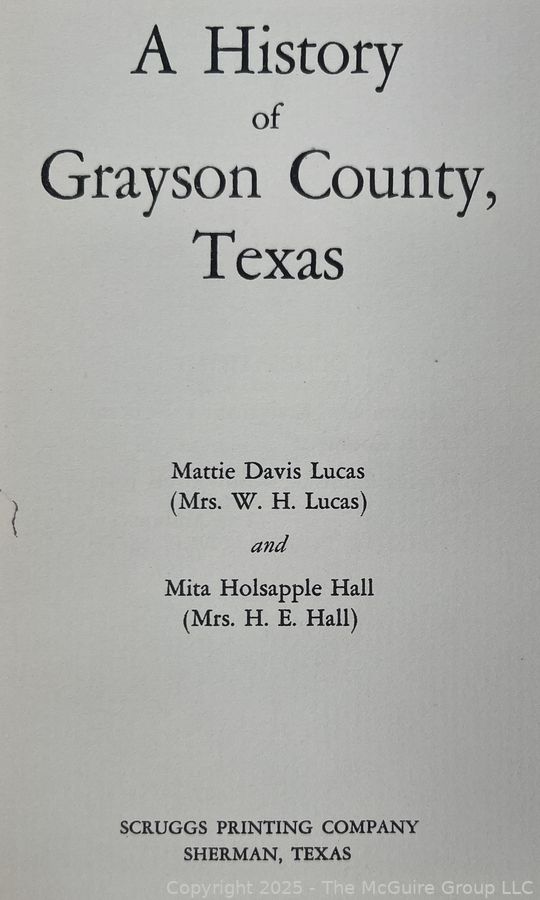 A History
of
Grayson County,
Texas
Mattie Davis Lucas
(Mrs. W. H. Lucas)
and
Mita Holsapple Hall
(Mrs. H. E. Hall)
SCRUGGS PRINTING COMPANY
SHERMAN, TEXAS
Copyright 2025 - The McGuire Group LLC